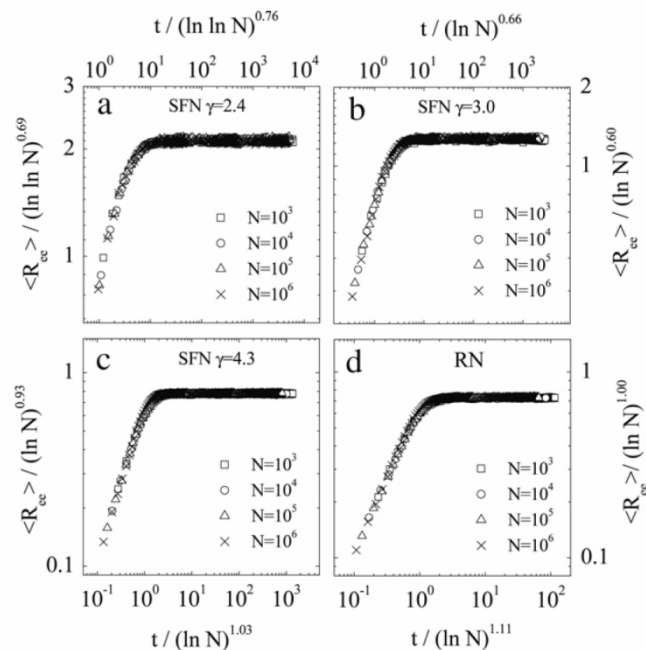 t / (ln ln N)^0.76
t / (ln N)^0.66
10^0 10^1 10^2 10^3 10^4
10^0 10^1 10^2 10^3
3
2
1
<R_ee> / (ln ln N)^0.69
a
SFN γ=2.4
N=10^3
N=10^4
N=10^5
N=10^6
b
SFN γ=3.0
N=10^3
N=10^4
N=10^5
N=10^6
2
1
<R_ee> / (ln N)^0.60
1
0.1
<R_ee> / (ln N)^0.93
c
SFN γ=4.3
N=10^3
N=10^4
N=10^5
N=10^6
d
RN
N=10^3
N=10^4
N=10^5
N=10^6
1
0.1
<R_ee> / (ln N)^1.00
10^-1 10^0 10^1 10^2 10^3
10^-1 10^0 10^1 10^2
t / (ln N)^1.03
t / (ln N)^1.11